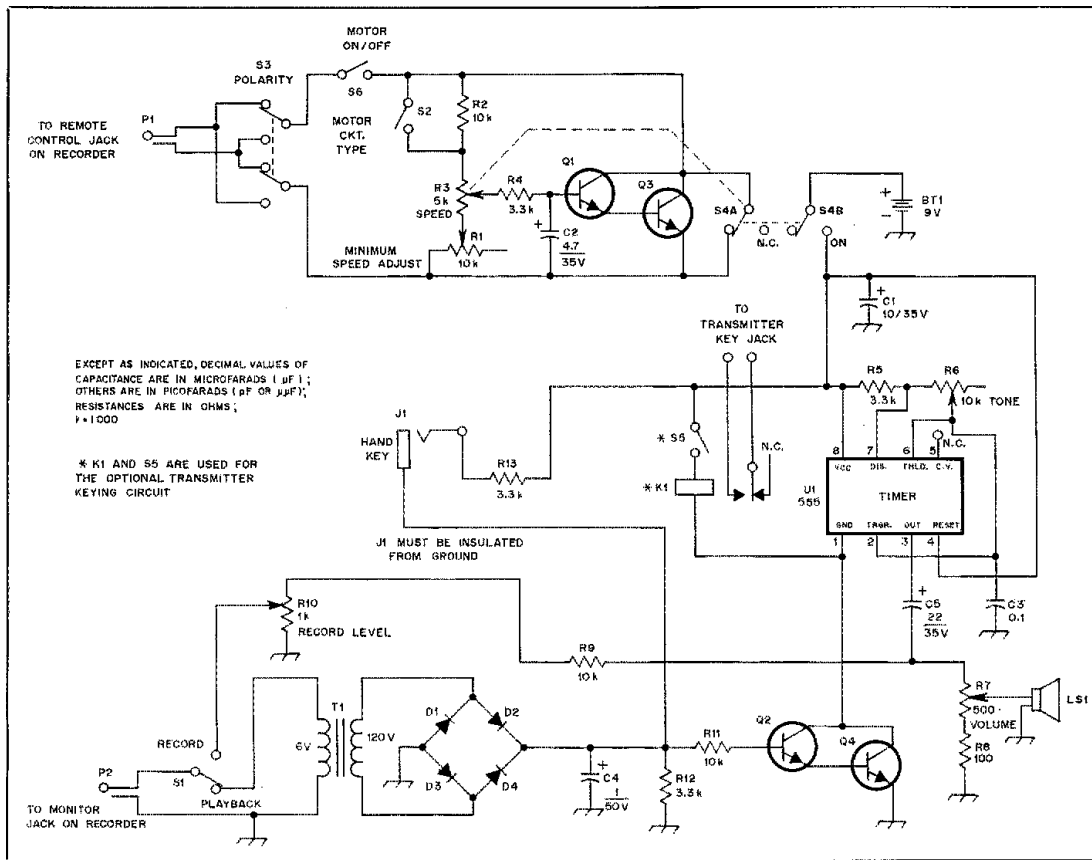 MOTOR
ON/OFF
S3
POLARITY
S6
P1
TO REMOTE
CONTROL JACK
ON RECORDER
S2
MOTOR
CKT.
TYPE
R2
10k
R3
5k
SPEED
R4
3.3k
Q1
Q3
C2
4.7
35V
R1
10k
MINIMUM
SPEED ADJUST
S4A
N.C.
S4B
ON
BT1
9V
C1
10/35V
TO
TRANSMITTER
KEY JACK
EXCEPT AS INDICATED, DECIMAL VALUES OF
CAPACITANCE ARE IN MICROFARADS (µF);
OTHERS ARE IN PICOFARADS (pF OR µµF);
RESISTANCES ARE IN OHMS;
k=1000
* K1 AND S5 ARE USED FOR
THE OPTIONAL TRANSMITTER
KEYING CIRCUIT
J1
HAND
KEY
R13
3.3k
J1 MUST BE INSULATED
FROM GROUND
* S5
* K1
N.C.
R5
3.3k
R6
10k TONE
N.C.
8 7 6 5
VCC DIS. THLD. C.V.
U1
555
TIMER
GND TRGR. OUT RESET
1 2 3 4
C5
22
35V
C3
0.1
R10
1k
RECORD LEVEL
R9
10k
R7
500
VOLUME
LS1
R8
100
T1
6V
120V
D1
D2
D3
D4
RECORD
P2
S1
PLAYBACK
TO MONITOR
JACK ON RECORDER
C4
1
50V
R11
10k
R12
3.3k
Q2
Q4